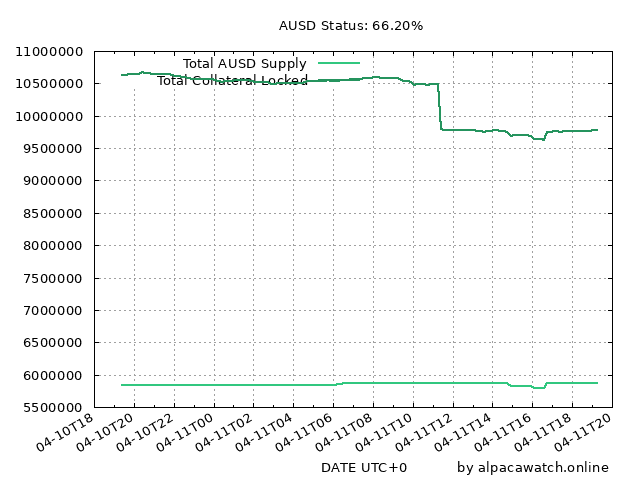 AUSD Status: 66.20%
11000000
Total AUSD Supply
Total Collateral Locked
10500000
10000000
9500000
9000000
8500000
8000000
7500000
7000000
6500000
6000000
5500000
04-10T18 04-10T20 04-10T22 04-11T00 04-11T02 04-11T04 04-11T06 04-11T08 04-11T10 04-11T12 04-11T14 04-11T16 04-11T18 04-11T20
DATE UTC+0 by alpacawatch.online